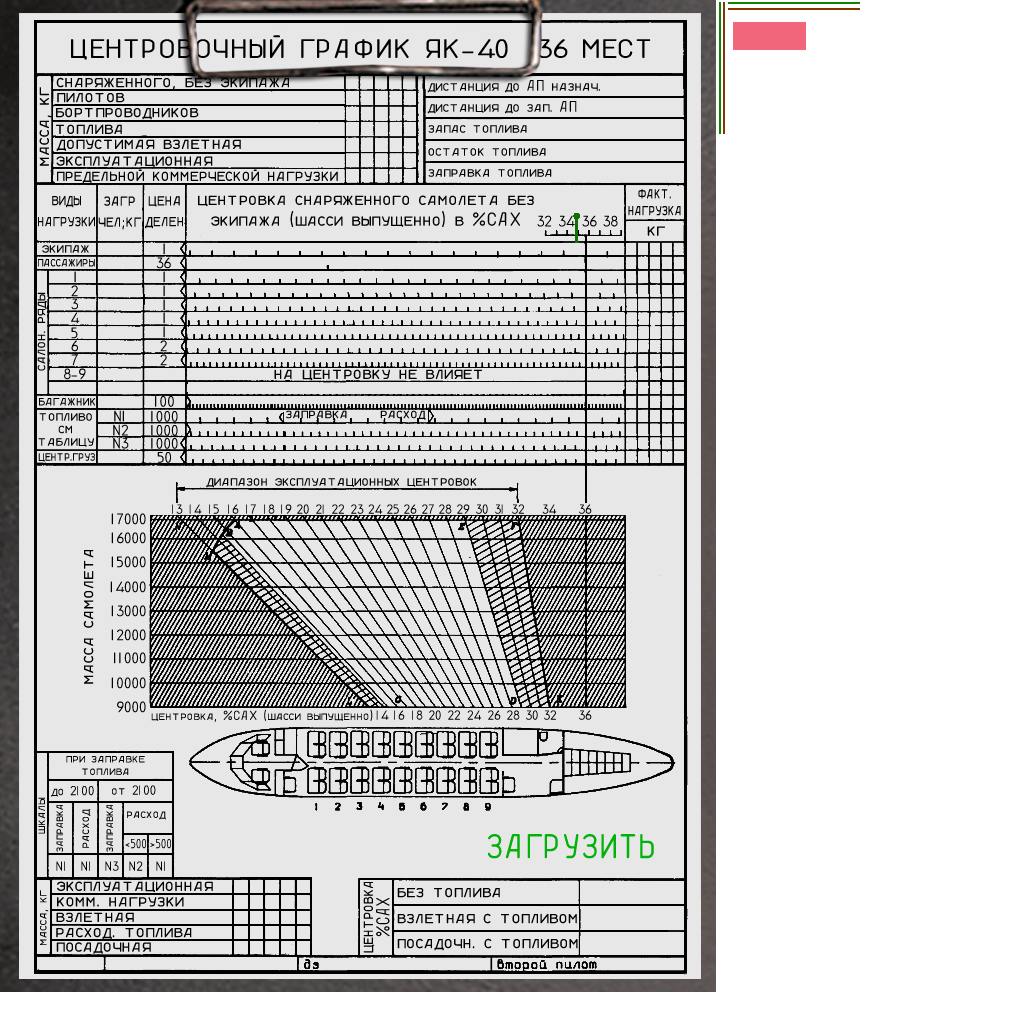 ЦЕНТРОВОЧНЫЙ ГРАФИК ЯК-40 36 МЕСТ
МАССА, КГ
СНАРЯЖЕННОГО, БЕЗ ЭКИПАЖА
ПИЛОТОВ
БОРТПРОВОДНИКОВ
ТОПЛИВА
ДОПУСТИМАЯ ВЗЛЕТНАЯ
ЭКСПЛУАТАЦИОННАЯ
ПРЕДЕЛЬНОЙ КОММЕРЧЕСКОЙ НАГРУЗКИ
ДИСТАНЦИЯ ДО АП НАЗНАЧ.
ДИСТАНЦИЯ ДО ЗАП. АП
ЗАПАС ТОПЛИВА
ОСТАТОК ТОПЛИВА
ЗАПРАВКА ТОПЛИВА
ВИДЫ НАГРУЗКИ
ЗАГР ЧЕЛ;КГ
ЦЕНА ДЕЛЕН
ЦЕНТРОВКА СНАРЯЖЕННОГО САМОЛЕТА БЕЗ
ЭКИПАЖА (ШАССИ ВЫПУЩЕННО) В %САХ
32 34 36 38
ФАКТ. НАГРУЗКА
КГ
ЭКИПАЖ 1
ПАССАЖИРЫ 36
САЛОН. РЯДЫ
1 1
2 1
3 1
4 1
5 1
6 2
7 2
8-9 НА ЦЕНТРОВКУ НЕ ВЛИЯЕТ
БАГАЖНИК 100
ТОПЛИВО СМ ТАБЛИЦУ
N1 1000 ЗАПРАВКА РАСХОД
N2 1000
N3 1000
ЦЕНТР.ГРУЗ 50
ДИАПАЗОН ЭКСПЛУАТАЦИОННЫХ ЦЕНТРОВОК
13 14 15 16 17 18 19 20 21 22 23 24 25 26 27 28 29 30 31 32 34 36
МАССА САМОЛЕТА
17000
16000
15000
14000
13000
12000
11000
10000
9000
ЦЕНТРОВКА, %САХ (ШАССИ ВЫПУЩЕННО) 14 16 18 20 22 24 26 28 30 32 36
1 2 3 4 5 6 7 8 9
ШКАЛЫ
ПРИ ЗАПРАВКЕ ТОПЛИВА
до 2100 от 2100
ЗАПРАВКА РАСХОД ЗАПРАВКА РАСХОД
<500 >500
N1 N1 N3 N2 N1
ЗАГРУЗИТЬ
МАССА, КГ
ЭКСПЛУАТАЦИОННАЯ
КОММ. НАГРУЗКИ
ВЗЛЕТНАЯ
РАСХОД. ТОПЛИВА
ПОСАДОЧНАЯ
ЦЕНТРОВКА %САХ
БЕЗ ТОПЛИВА
ВЗЛЕТНАЯ С ТОПЛИВОМ
ПОСАДОЧН. С ТОПЛИВОМ
второй пилот